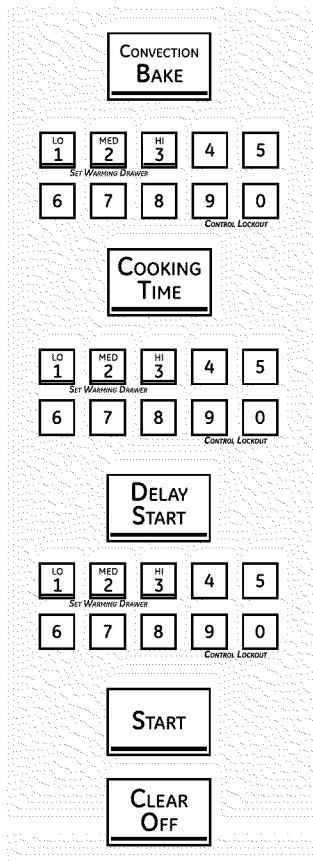 CONVECTION
BAKE
LO MED HI
1 2 3 4 5
SET WARMING DRAWER
6 7 8 9 0
CONTROL LOCKOUT
COOKING
TIME
LO MED HI
1 2 3 4 5
SET WARMING DRAWER
6 7 8 9 0
CONTROL LOCKOUT
DELAY
START
LO MED HI
1 2 3 4 5
SET WARMING DRAWER
6 7 8 9 0
CONTROL LOCKOUT
START
CLEAR
OFF